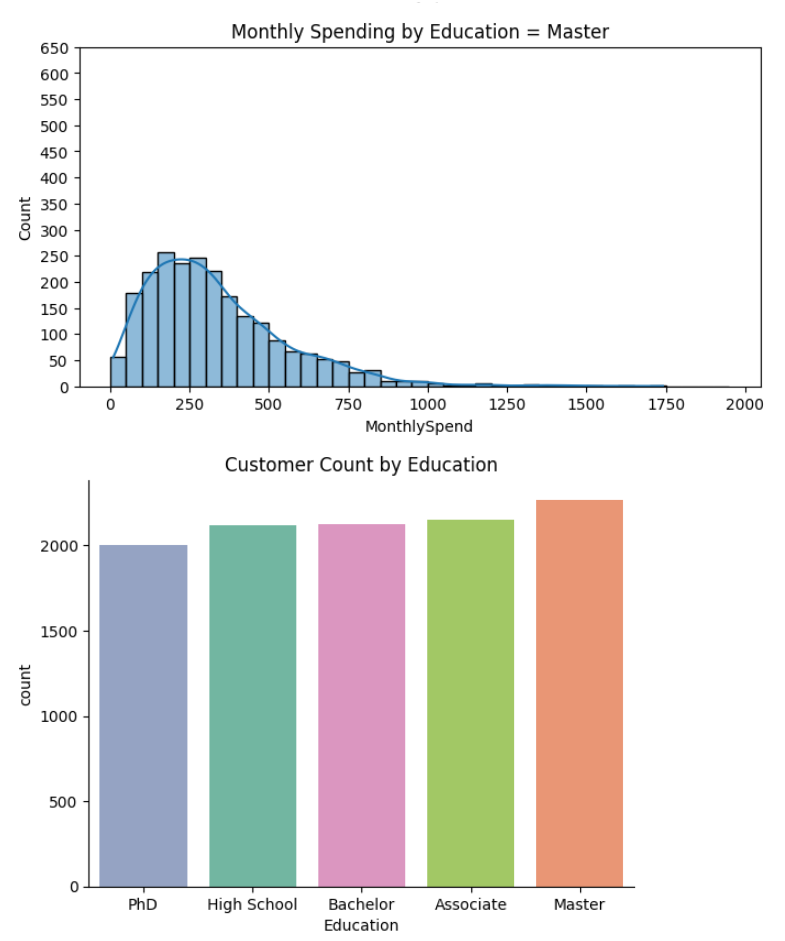 Monthly Spending by Education = Master
650
600
550
500
450
400
350
300
250
200
150
100
50
0
Count
0 250 500 750 1000 1250 1500 1750 2000
MonthlySpend
Customer Count by Education
2000
1500
1000
500
0
count
PhD High School Bachelor Associate Master
Education